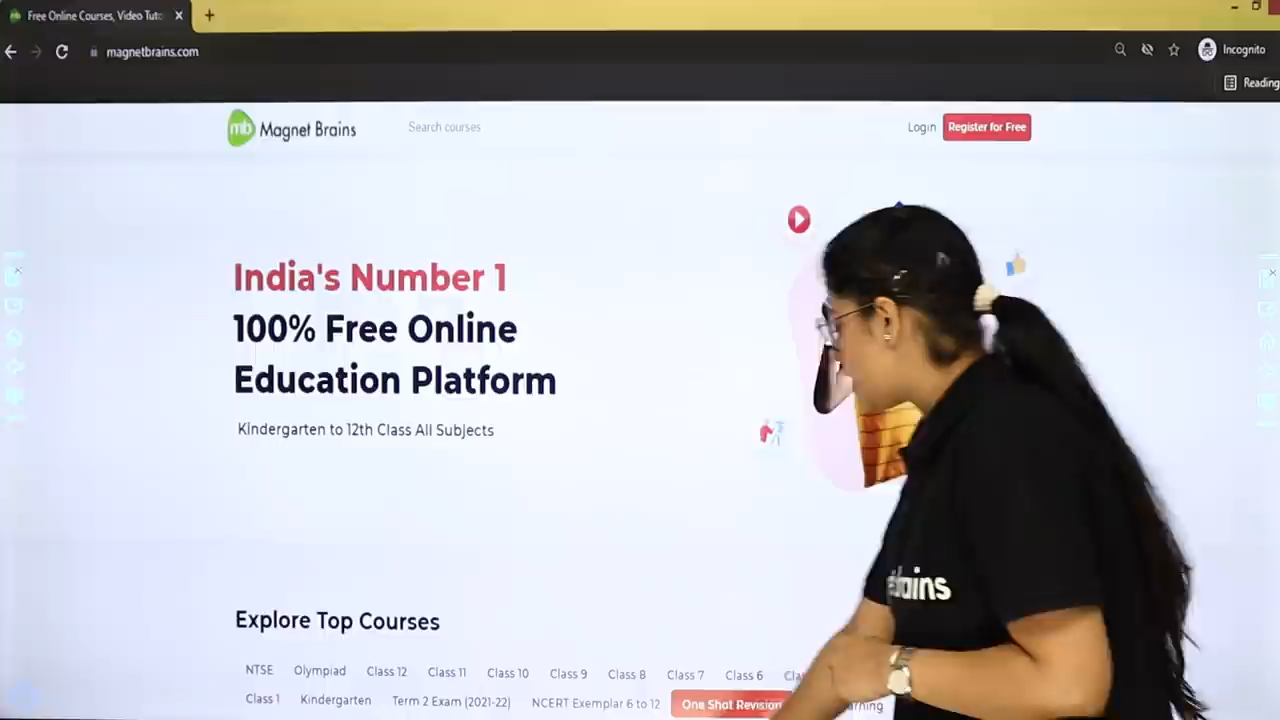 Free Online Courses, Video Tuto
magnetbrains.com
Incognito
Reading
mb Magnet Brains
Search courses
Login
Register for Free
India's Number 1
100% Free Online
Education Platform
Kindergarten to 12th Class All Subjects
Explore Top Courses
NTSE Olympiad Class 12 Class 11 Class 10 Class 9 Class 8 Class 7 Class 6
Class 1 Kindergarten Term 2 Exam (2021-22) NCERT Exemplar 6 to 12 One Shot Revision